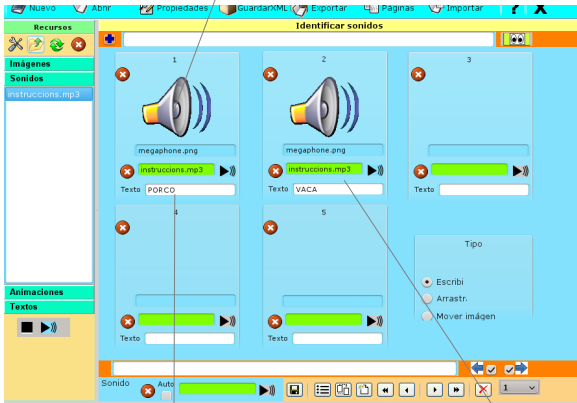 Nuevo Abrir Propiedades GuardarXML Exportar Paginas Importar ? X
Recursos
Identificar sonidos
Imágenes
Sonidos
instruccions.mp3
1 2 3
megaphone.png megaphone.png
instruccions.mp3 instruccions.mp3
Texto PORCO Texto VACA Texto
4 5
Tipo
Escribi
Arrastra
Mover imágen
Texto Texto
Animaciones
Textos
Sonido Auto 1